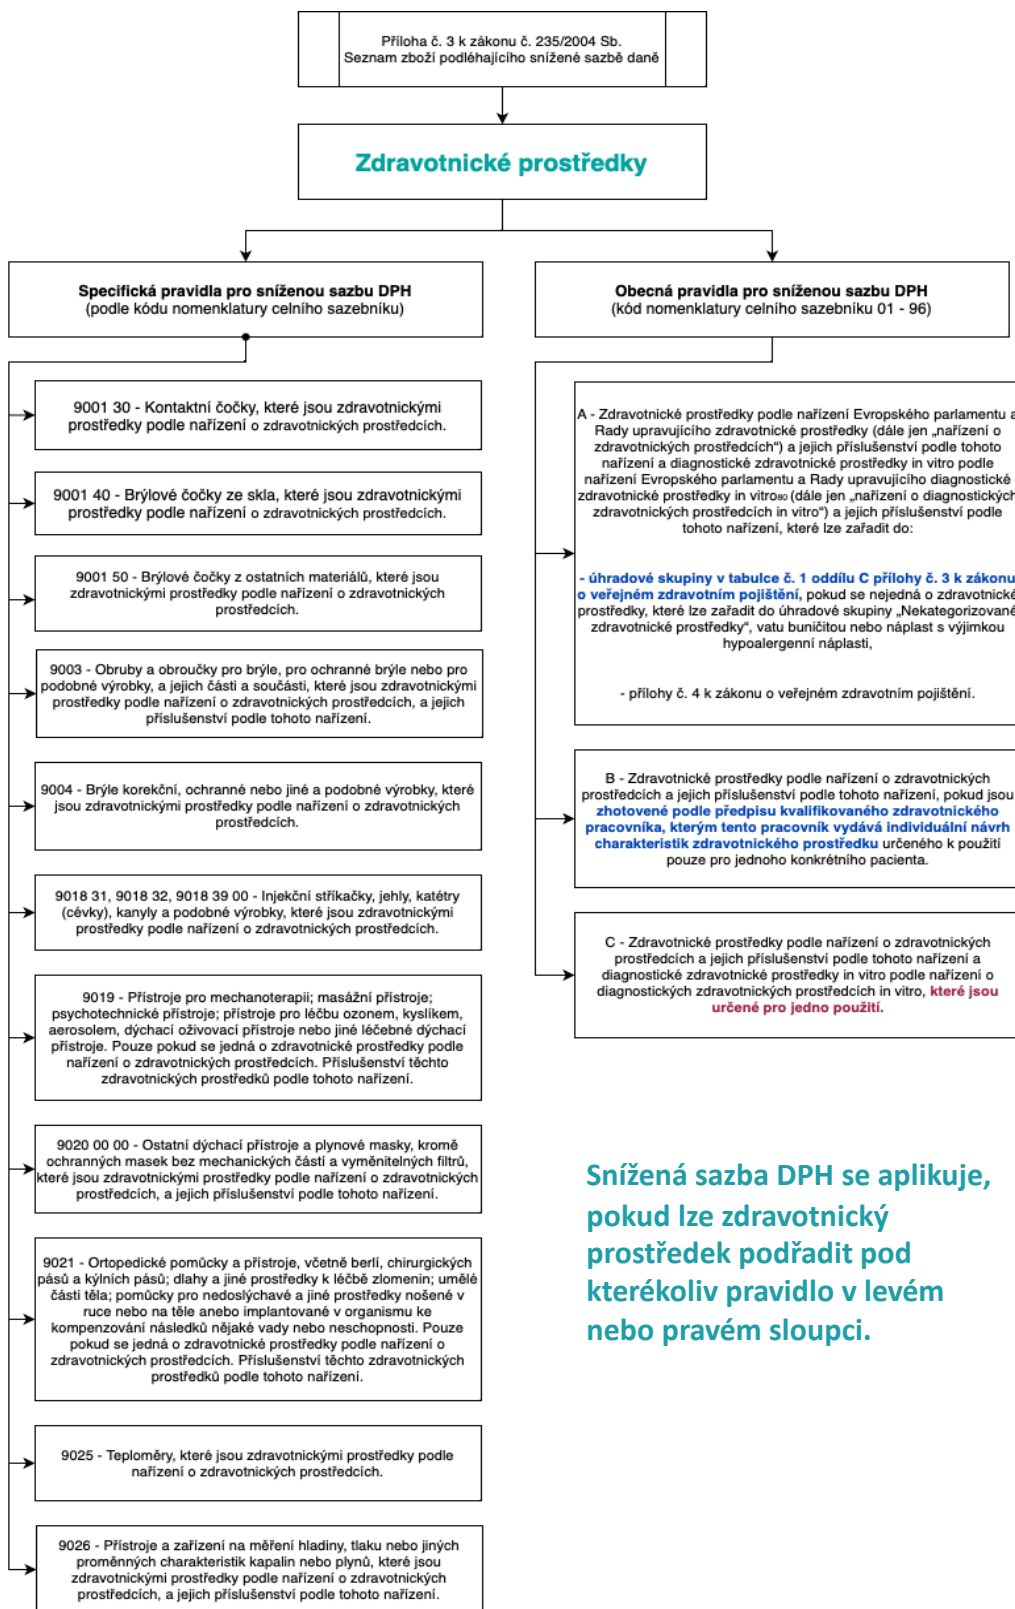 Příloha č. 3 k zákonu č. 235/2004 Sb.
Seznam zboží podléhajícího snížené sazbě daně
Zdravotnické prostředky
Specifická pravidla pro sníženou sazbu DPH
(podle kódu nomenklatury celního sazebníku)
9001 30 - Kontaktní čočky, které jsou zdravotnickými
prostředky podle nařízení o zdravotnických prostředcích.
9001 40 - Brýlové čočky ze skla, které jsou zdravotnickými
prostředky podle nařízení o zdravotnických prostředcích.
9001 50 - Brýlové čočky z ostatních materiálů, které jsou
zdravotnickými prostředky podle nařízení o zdravotnických
prostředcích.
9003 - Obruby a obroučky pro brýle, pro ochranné brýle nebo pro
podobné výrobky, a jejich části a součásti, které jsou zdravotnickými
prostředky podle nařízení o zdravotnických prostředcích, a jejich
příslušenství podle tohoto nařízení.
9004 - Brýle korekční, ochranné nebo jiné a podobné výrobky, které
jsou zdravotnickými prostředky podle nařízení o zdravotnických
prostředcích.
9018 31, 9018 32, 9018 39 00 - Injekční stříkačky, jehly, katétry
(cévky), kanyly a podobné výrobky, které jsou zdravotnickými
prostředky podle nařízení o zdravotnických prostředcích.
9019 - Přístroje pro mechanoterapii; masážní přístroje;
psychotechnické přístroje; přístroje pro léčbu ozonem, kyslíkem,
aerosolem, dýchací oživovací přístroje nebo jiné léčebné dýchací
přístroje. Pouze pokud se jedná o zdravotnické prostředky podle
nařízení o zdravotnických prostředcích. Příslušenství těchto
zdravotnických prostředků podle tohoto nařízení.
9020 00 00 - Ostatní dýchací přístroje a plynové masky, kromě
ochranných masek bez mechanických částí a vyměnitelných filtrů,
které jsou zdravotnickými prostředky podle nařízení o zdravotnických
prostředcích, a jejich příslušenství podle tohoto nařízení.
9021 - Ortopedické pomůcky a přístroje, včetně berlí, chirurgických
pásů a kýlních pásů; dlahy a jiné prostředky k léčbě zlomenin; umělé
části těla; pomůcky pro nedoslýchavé a jiné prostředky nošené v
ruce nebo na těle anebo implantované v organismu ke
kompenzování následků nějaké vady nebo neschopnosti. Pouze
pokud se jedná o zdravotnické prostředky podle nařízení o
zdravotnických prostředcích. Příslušenství těchto zdravotnických
prostředků podle tohoto nařízení.
9025 - Teploměry, které jsou zdravotnickými prostředky podle
nařízení o zdravotnických prostředcích.
9026 - Přístroje a zařízení na měření hladiny, tlaku nebo jiných
proměnných charakteristik kapalin nebo plynů, které jsou
zdravotnickými prostředky podle nařízení o zdravotnických
prostředcích, a jejich příslušenství podle tohoto nařízení.
Obecná pravidla pro sníženou sazbu DPH
(kód nomenklatury celního sazebníku 01 - 96)
A - Zdravotnické prostředky podle nařízení Evropského parlamentu a
Rady upravujícího zdravotnické prostředky (dále jen „nařízení o
zdravotnických prostředcích“) a jejich příslušenství podle tohoto
nařízení a diagnostické zdravotnické prostředky in vitro podle
nařízení Evropského parlamentu a Rady upravujícího diagnostické
zdravotnické prostředky in vitro80 (dále jen „nařízení o diagnostických
zdravotnických prostředcích in vitro“) a jejich příslušenství podle
tohoto nařízení, které lze zařadit do:
- úhradové skupiny v tabulce č. 1 oddílu C přílohy č. 3 k zákonu
o veřejném zdravotním pojištění, pokud se nejedná o zdravotnické
prostředky, které lze zařadit do úhradové skupiny „Nekategorizované
zdravotnické prostředky“, vatu buničitou nebo náplast s výjimkou
hypoalergenní náplasti,
- přílohy č. 4 k zákonu o veřejném zdravotním pojištění.
B - Zdravotnické prostředky podle nařízení o zdravotnických
prostředcích a jejich příslušenství podle tohoto nařízení, pokud jsou
zhotovené podle předpisu kvalifikovaného zdravotnického
pracovníka, kterým tento pracovník vydává individuální návrh
charakteristik zdravotnického prostředku určeného k použití
pouze pro jednoho konkrétního pacienta.
C - Zdravotnické prostředky podle nařízení o zdravotnických
prostředcích a jejich příslušenství podle tohoto nařízení a
diagnostické zdravotnické prostředky in vitro podle nařízení o
diagnostických zdravotnických prostředcích in vitro, které jsou
určené pro jedno použití.
Snížená sazba DPH se aplikuje,
pokud lze zdravotnický
prostředek podřadit pod
kterékoliv pravidlo v levém
nebo pravém sloupci.